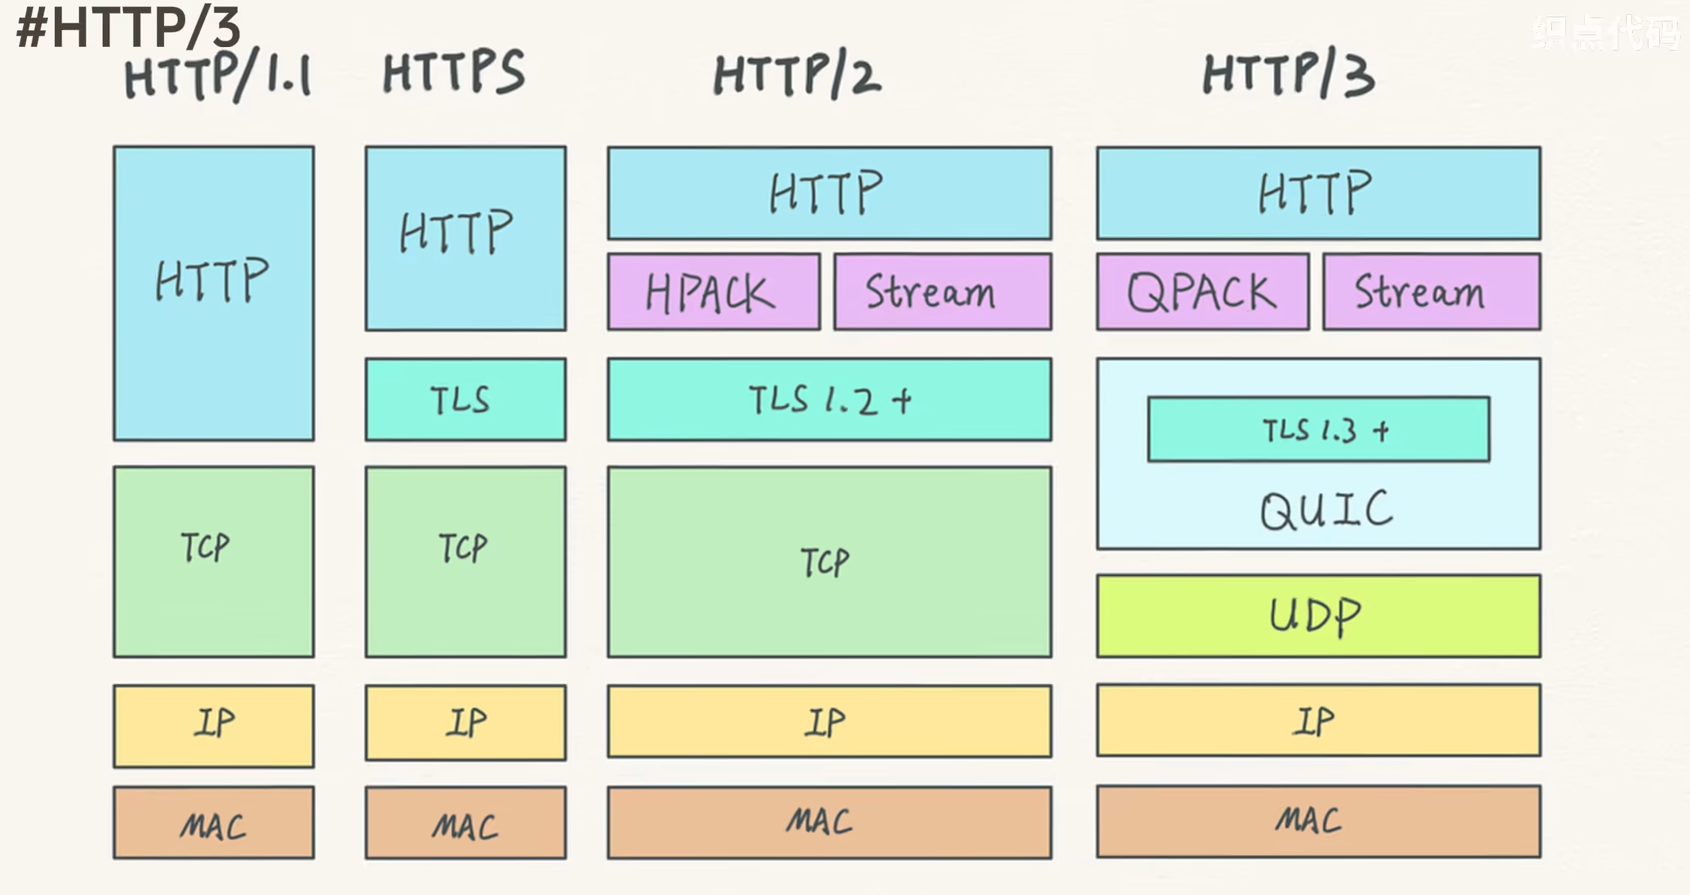 #HTTP/3
织点代码
HTTP/1.1
HTTPS
HTTP/2
HTTP/3
HTTP
HTTP
HTTP
HTTP
HPACK
Stream
QPACK
Stream
TLS
TLS 1.2 +
TLS 1.3 +
QUIC
TCP
TCP
TCP
UDP
IP
IP
IP
IP
MAC
MAC
MAC
MAC